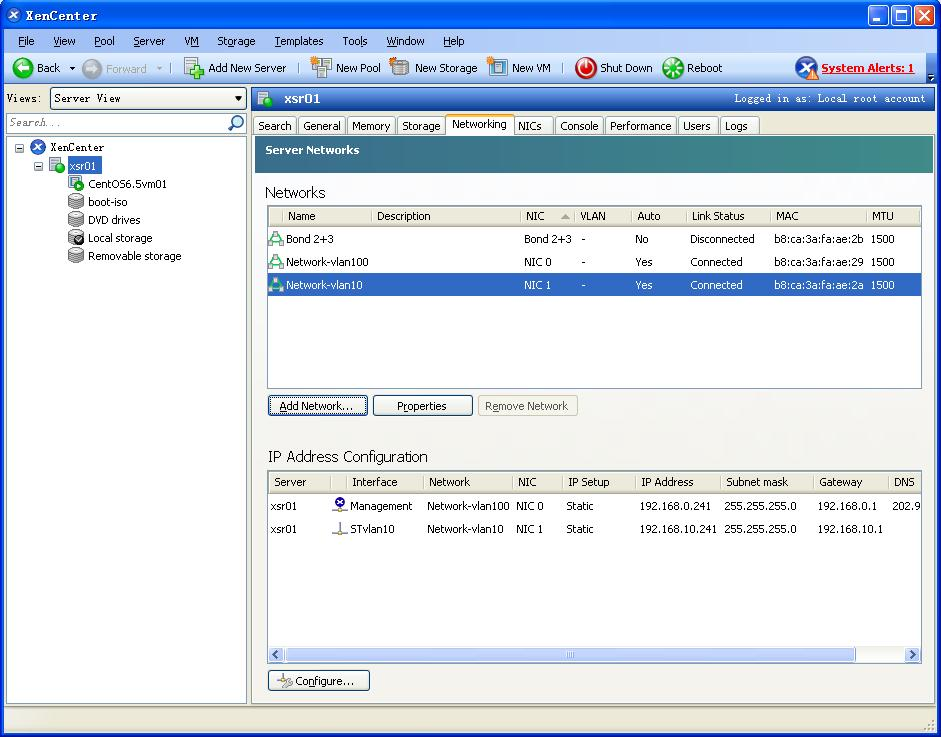 XenCenter
File View Pool Server VM Storage Templates Tools Window Help
Back Forward Add New Server New Pool New Storage New VM Shut Down Reboot System Alerts: 1
Views: Server View
xsr01 Logged in as: Local root account
Search...
Search General Memory Storage Networking NICs Console Performance Users Logs
XenCenter
xsr01
CentOS6.5vm01
boot-iso
DVD drives
Local storage
Removable storage
Server Networks
Networks
Name Description NIC VLAN Auto Link Status MAC MTU
Bond 2+3 Bond 2+3 - No Disconnected b8:ca:3a:fa:ae:2b 1500
Network-vlan100 NIC 0 - Yes Connected b8:ca:3a:fa:ae:29 1500
Network-vlan10 NIC 1 - Yes Connected b8:ca:3a:fa:ae:2a 1500
Add Network... Properties Remove Network
IP Address Configuration
Server Interface Network NIC IP Setup IP Address Subnet mask Gateway DNS
xsr01 Management Network-vlan100 NIC 0 Static 192.168.0.241 255.255.255.0 192.168.0.1 202.9
xsr01 STvlan10 Network-vlan10 NIC 1 Static 192.168.10.241 255.255.255.0 192.168.10.1
Configure...